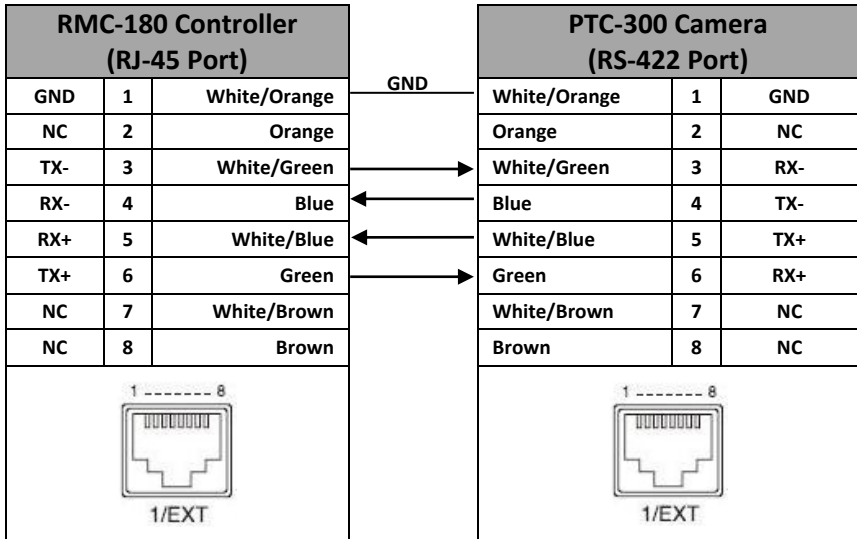 RMC-180 Controller
(RJ-45 Port)
PTC-300 Camera
(RS-422 Port)
GND 1 White/Orange GND White/Orange 1 GND
NC 2 Orange Orange 2 NC
TX- 3 White/Green White/Green 3 RX-
RX- 4 Blue Blue 4 TX-
RX+ 5 White/Blue White/Blue 5 TX+
TX+ 6 Green Green 6 RX+
NC 7 White/Brown White/Brown 7 NC
NC 8 Brown Brown 8 NC
1 -------- 8 1 -------- 8
1/EXT 1/EXT